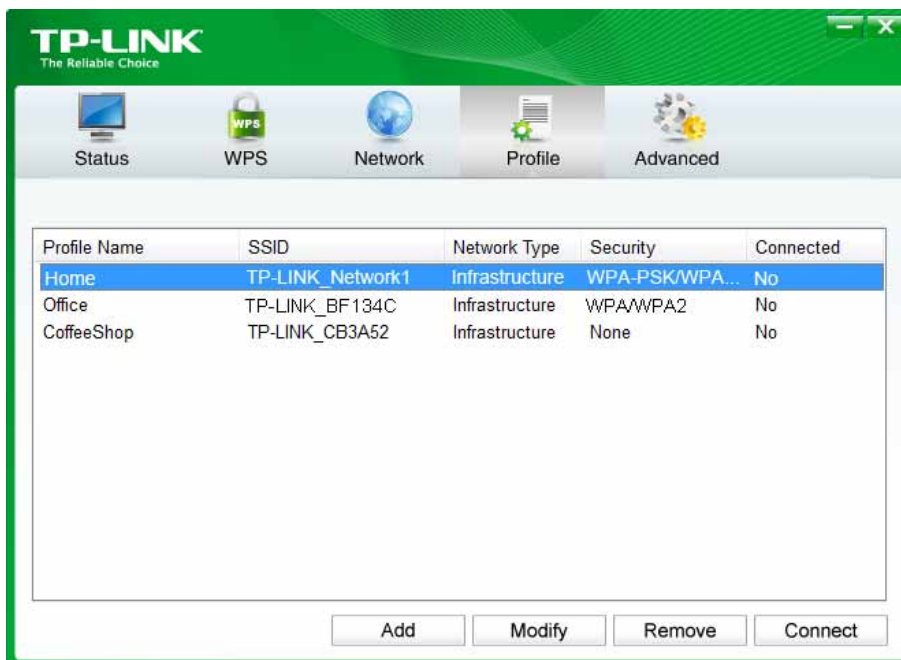 TP-LINK
The Reliable Choice
Status WPS Network Profile Advanced
WPS
Profile Name SSID Network Type Security Connected
Home TP-LINK_Network1 Infrastructure WPA-PSK/WPA... No
Office TP-LINK_BF134C Infrastructure WPA/WPA2 No
CoffeeShop TP-LINK_CB3A52 Infrastructure None No
Add Modify Remove Connect